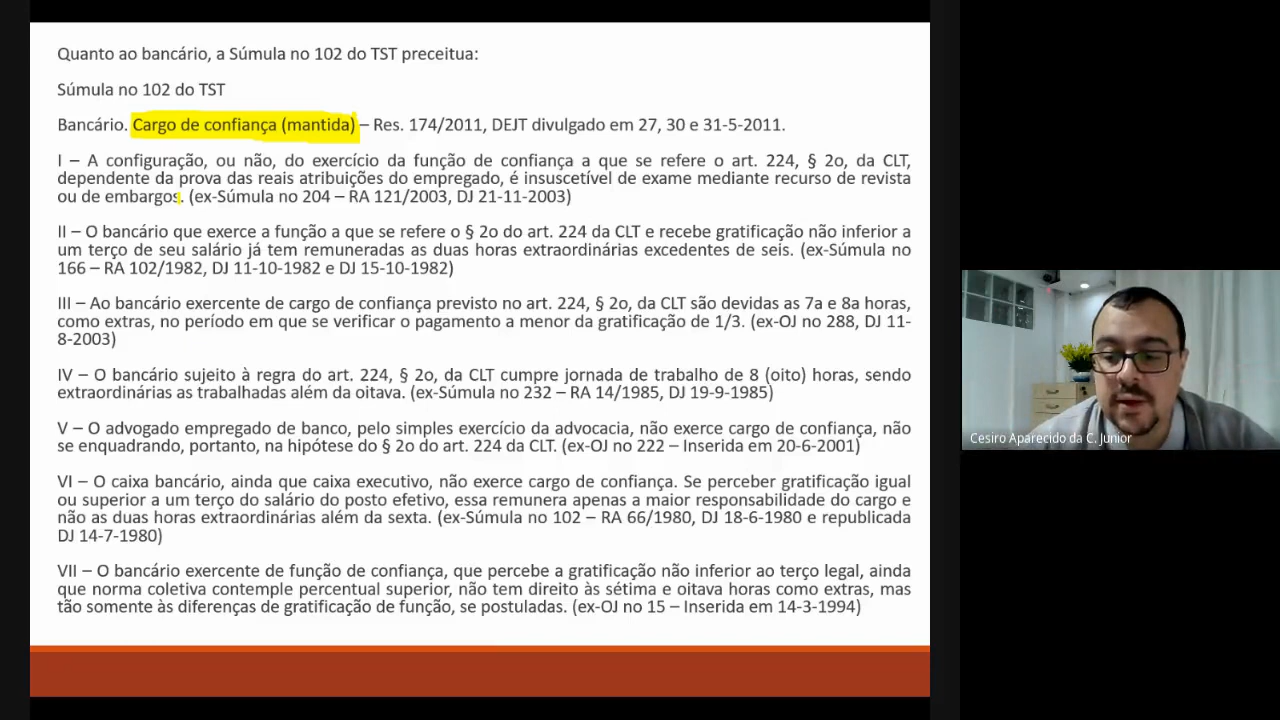 Quanto ao bancário, a Súmula no 102 do TST preceitua:
Súmula no 102 do TST
Bancário. Cargo de confiança (mantida) – Res. 174/2011, DEJT divulgado em 27, 30 e 31-5-2011.
I – A configuração, ou não, do exercício da função de confiança a que se refere o art. 224, § 2o, da CLT,
dependente da prova das reais atribuições do empregado, é insuscetível de exame mediante recurso de revista
ou de embargos. (ex-Súmula no 204 – RA 121/2003, DJ 21-11-2003)
II – O bancário que exerce a função a que se refere o § 2o do art. 224 da CLT e recebe gratificação não inferior a
um terço de seu salário já tem remuneradas as duas horas extraordinárias excedentes de seis. (ex-Súmula no
166 – RA 102/1982, DJ 11-10-1982 e DJ 15-10-1982)
III – Ao bancário exercente de cargo de confiança previsto no art. 224, § 2o, da CLT são devidas as 7a e 8a horas,
como extras, no período em que se verificar o pagamento a menor da gratificação de 1/3. (ex-OJ no 288, DJ 11-
8-2003)
IV – O bancário sujeito à regra do art. 224, § 2o, da CLT cumpre jornada de trabalho de 8 (oito) horas, sendo
extraordinárias as trabalhadas além da oitava. (ex-Súmula no 232 – RA 14/1985, DJ 19-9-1985)
V – O advogado empregado de banco, pelo simples exercício da advocacia, não exerce cargo de confiança, não
se enquadrando, portanto, na hipótese do § 2o do art. 224 da CLT. (ex-OJ no 222 – Inserida em 20-6-2001)
VI – O caixa bancário, ainda que caixa executivo, não exerce cargo de confiança. Se perceber gratificação igual
ou superior a um terço do salário do posto efetivo, essa remunera apenas a maior responsabilidade do cargo e
não as duas horas extraordinárias além da sexta. (ex-Súmula no 102 – RA 66/1980, DJ 18-6-1980 e republicada
DJ 14-7-1980)
VII – O bancário exercente de função de confiança, que percebe a gratificação não inferior ao terço legal, ainda
que norma coletiva contemple percentual superior, não tem direito às sétima e oitava horas como extras, mas
tão somente às diferenças de gratificação de função, se postuladas. (ex-OJ no 15 – Inserida em 14-3-1994)
Cesiro Aparecido da C. Junior